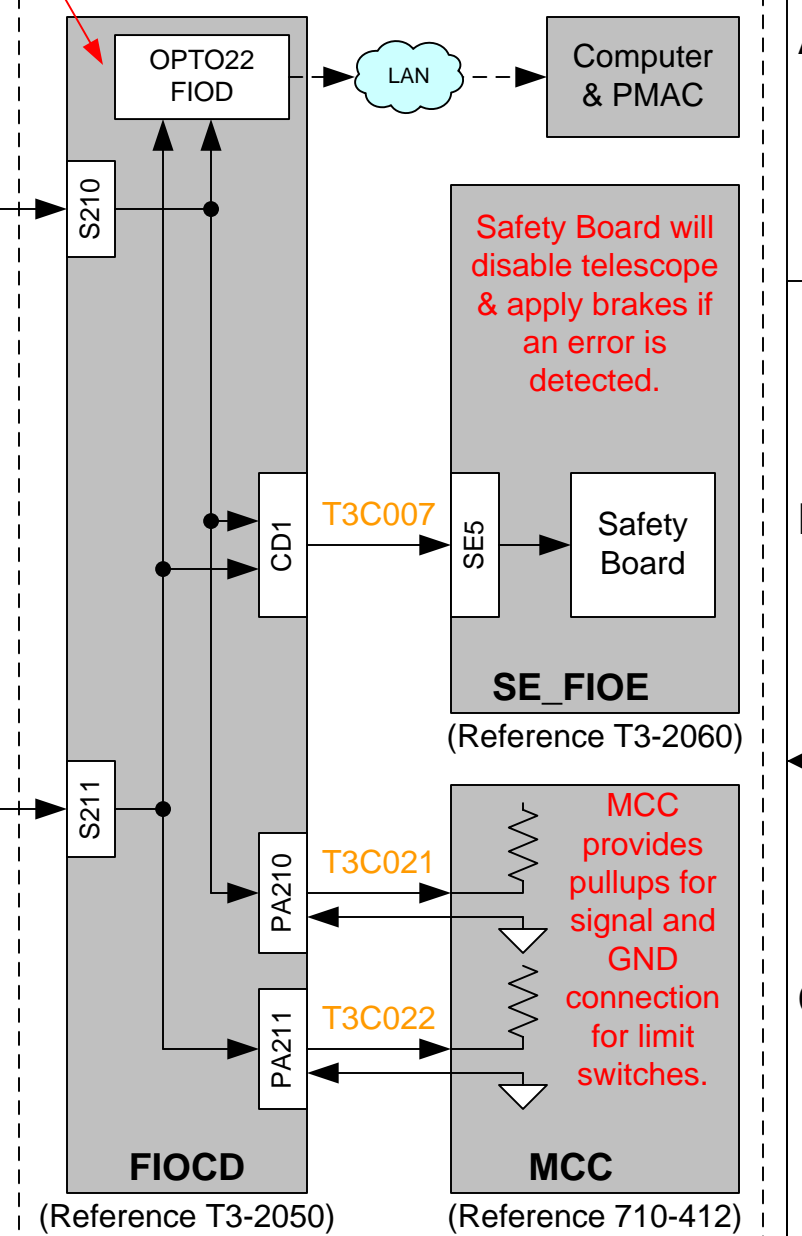 OPTO22
FIOD
LAN
Computer
& PMAC
S210
Safety Board will
disable telescope
& apply brakes if
an error is
detected.
CD1
T3C007
SE5
Safety
Board
SE_FIOE
(Reference T3-2060)
S211
PA210
T3C021
MCC
provides
pullups for
signal and
GND
connection
for limit
switches.
PA211
T3C022
FIOCD
(Reference T3-2050)
MCC
(Reference 710-412)